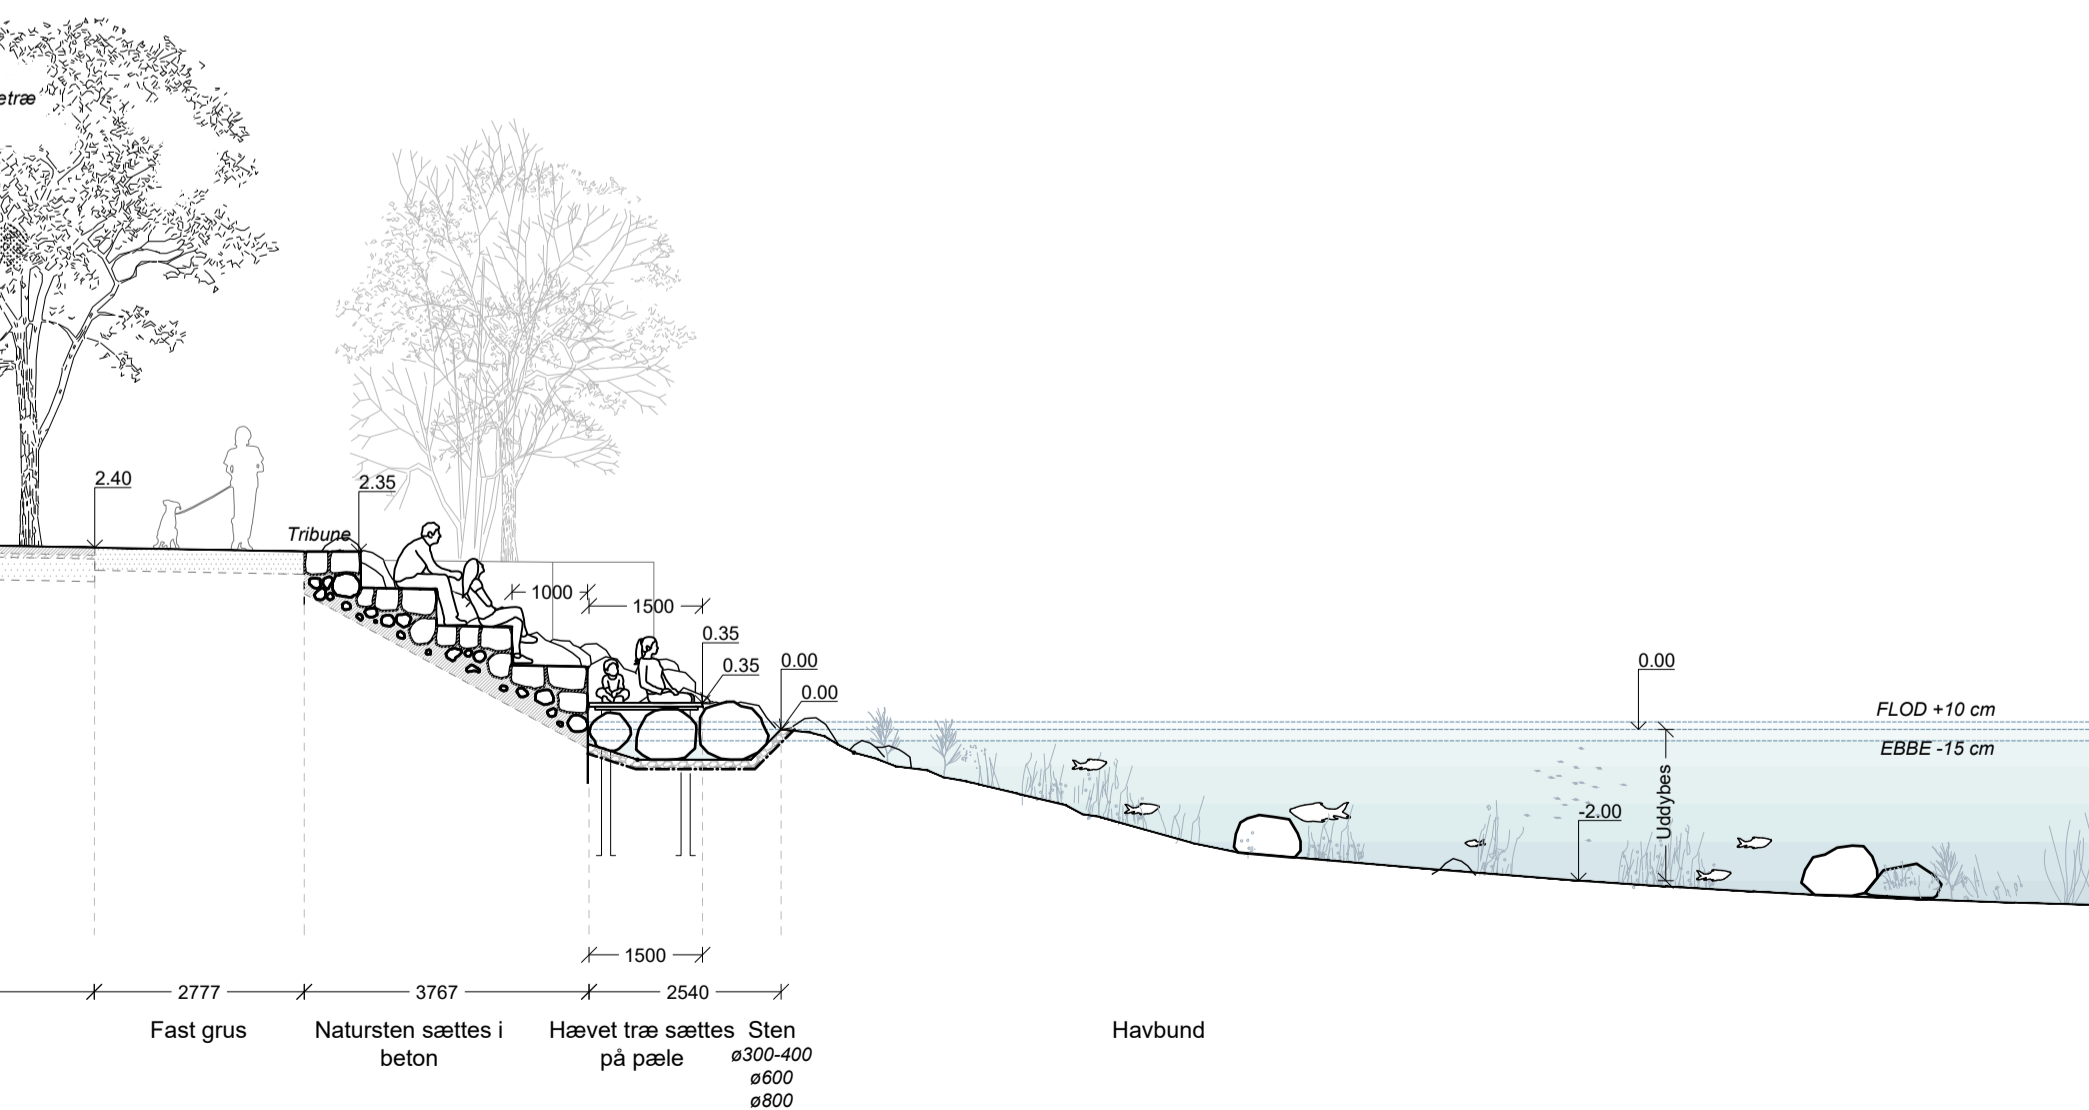 etræ
2.40
2.35
Tribune
1000
1500
0.35
0.35
0.00
0.00
0.00
FLOD +10 cm
EBBE -15 cm
Uddybes
-2.00
1500
2777
3767
2540
Fast grus
Natursten sættes i
beton
Hævet træ sættes
på pæle
Sten
ø300-400
ø600
ø800
Havbund